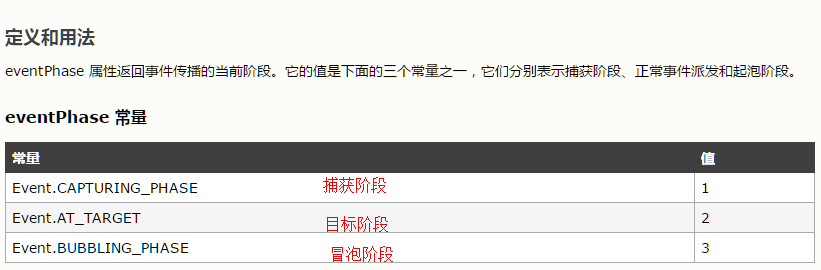 定义和用法
eventPhase 属性返回事件传播的当前阶段。它的值是下面的三个常量之一，它们分别表示捕获阶段、正常事件派发和起泡阶段。
eventPhase 常量
常量 值
Event.CAPTURING_PHASE 捕获阶段 1
Event.AT_TARGET 目标阶段 2
Event.BUBBLING_PHASE 冒泡阶段 3